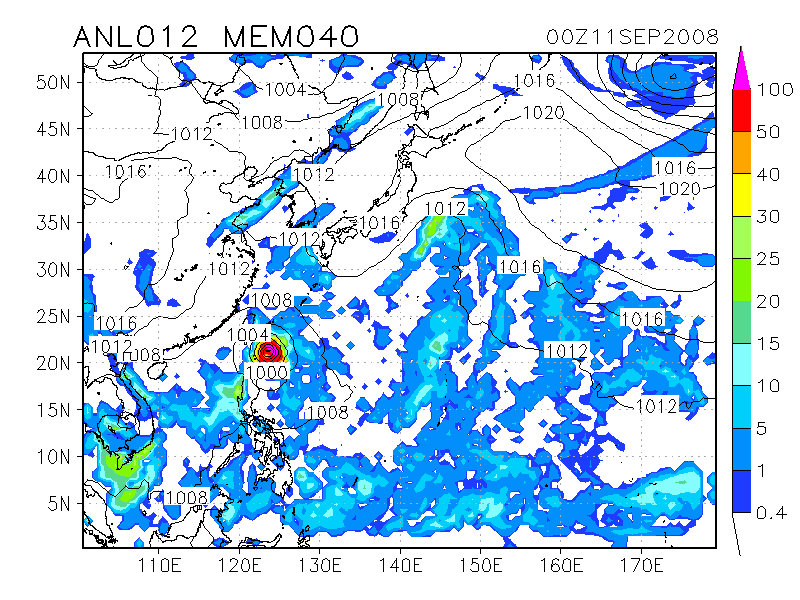 ANL012 MEM040 00Z11SEP2008
50N 1004 1008 1016 100
1012 1008 1020
45N 50
1016 1012 1016
40N 1020 40
1016 1012
35N 1012 30
1012 1016
30N 25
1008
25N 1016 1004 1016 20
1012 1008 1012
20N 1000 15
15N 1008 1012 10
10N 5
1008
5N 1
0.4
110E 120E 130E 140E 150E 160E 170E